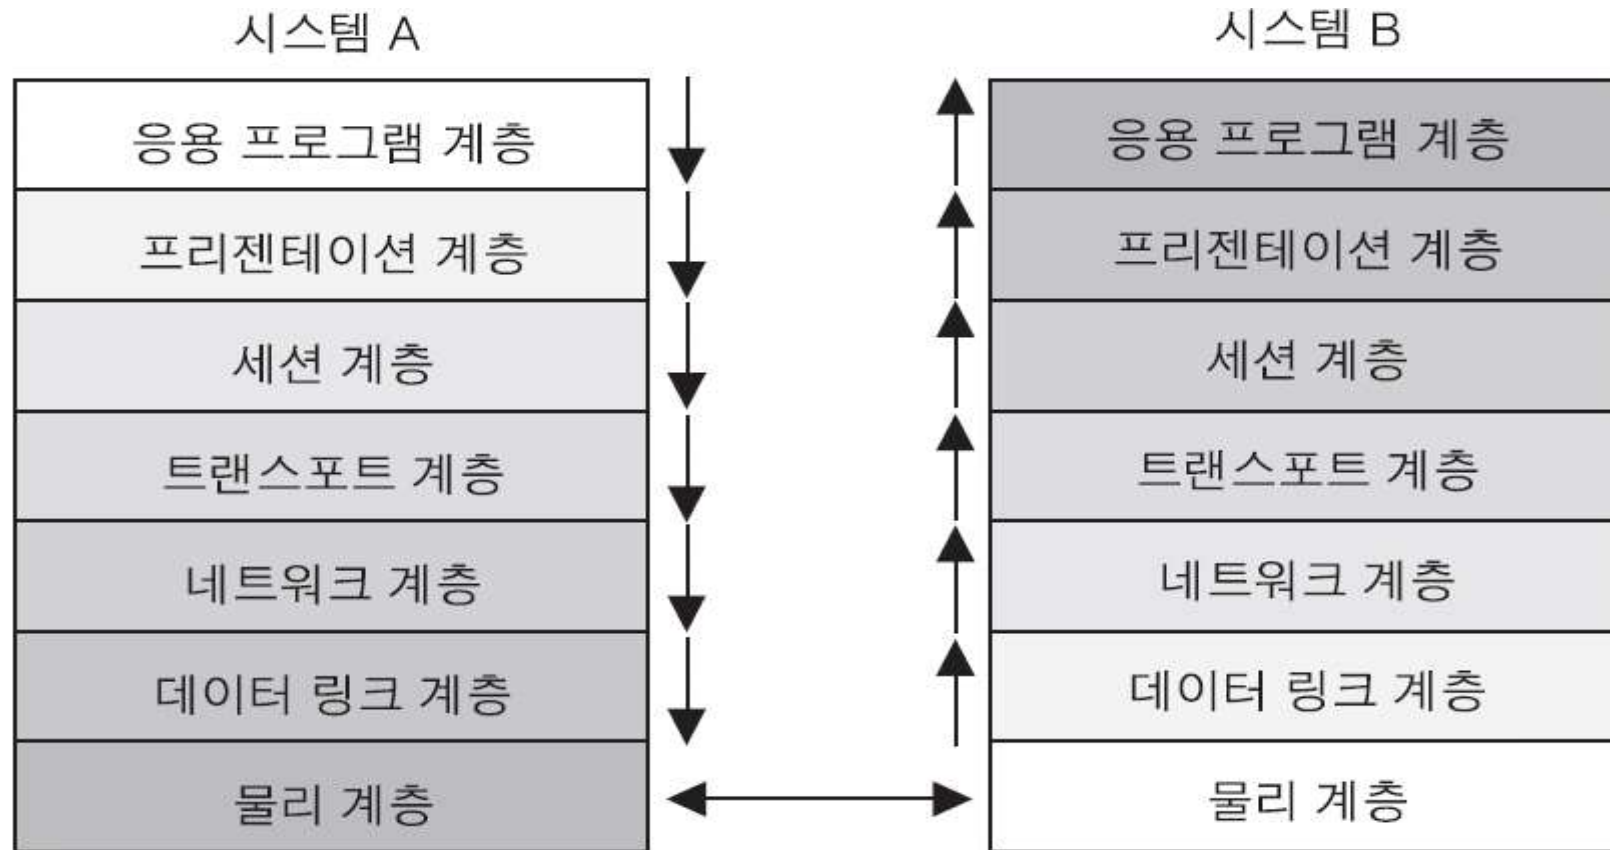 시스템 A
응용 프로그램 계층
프리젠테이션 계층
세션 계층
트랜스포트 계층
네트워크 계층
데이터 링크 계층
물리 계층
시스템 B
응용 프로그램 계층
프리젠테이션 계층
세션 계층
트랜스포트 계층
네트워크 계층
데이터 링크 계층
물리 계층